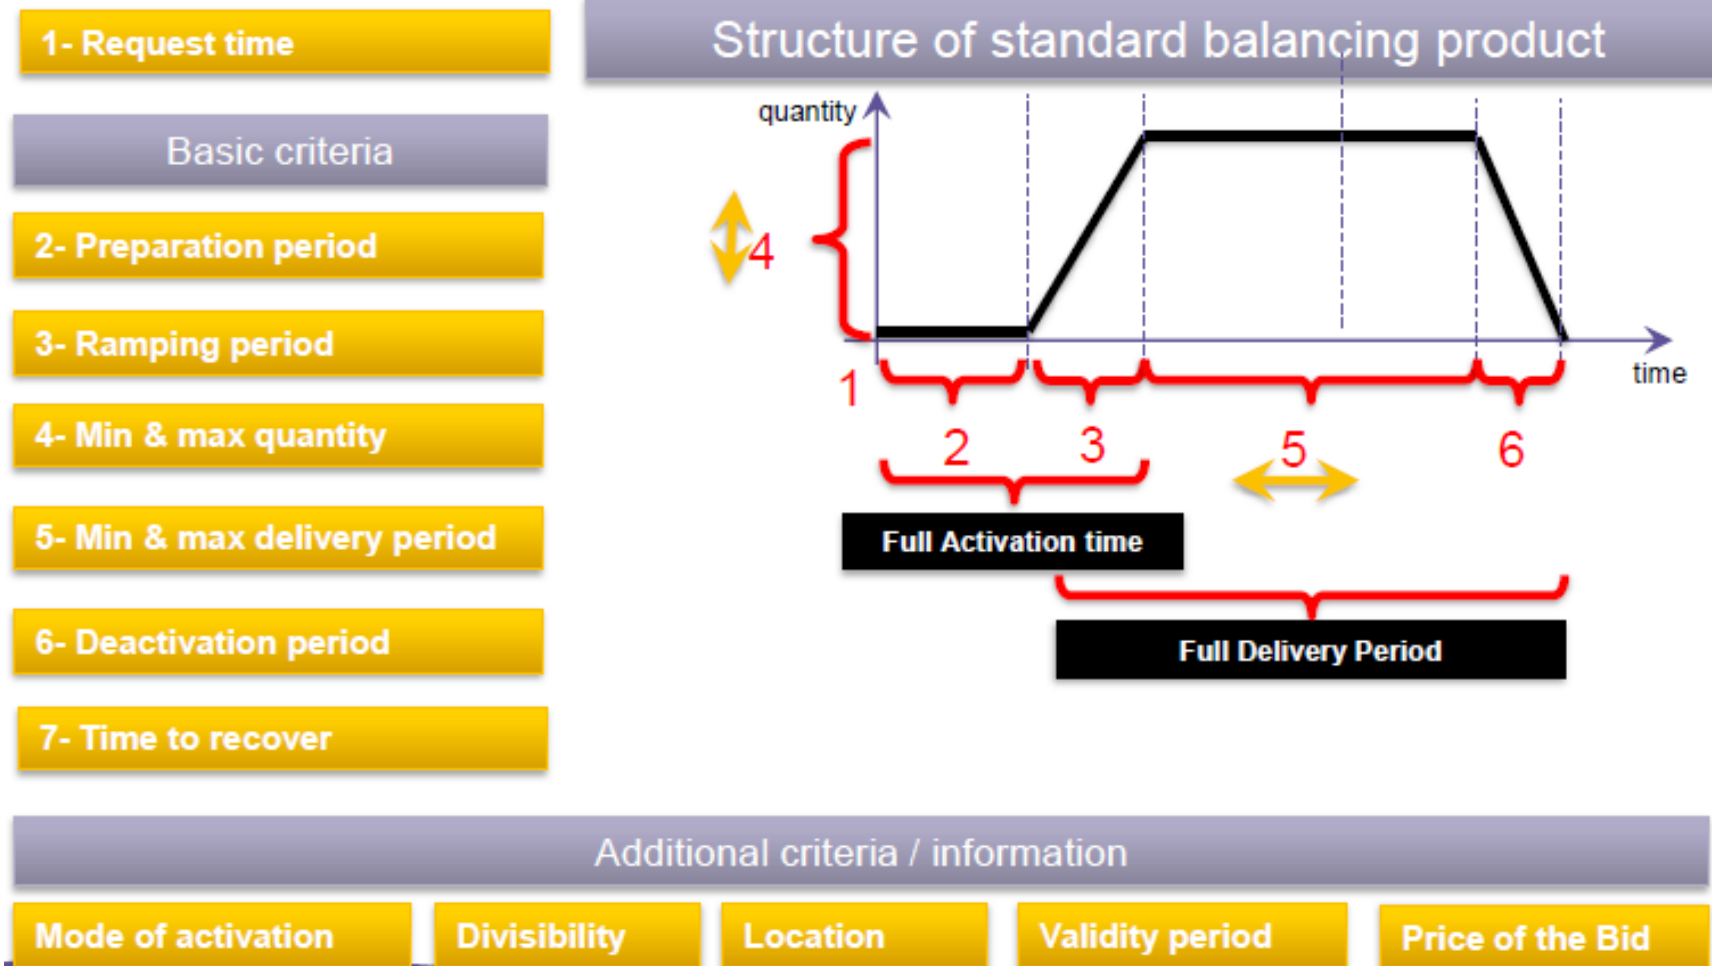 1- Request time
Structure of standard balancing product
Basic criteria
2- Preparation period
3- Ramping period
4- Min & max quantity
5- Min & max delivery period
6- Deactivation period
7- Time to recover
quantity
4
1
time
2
3
5
6
Full Activation time
Full Delivery Period
Additional criteria / information
Mode of activation
Divisibility
Location
Validity period
Price of the Bid